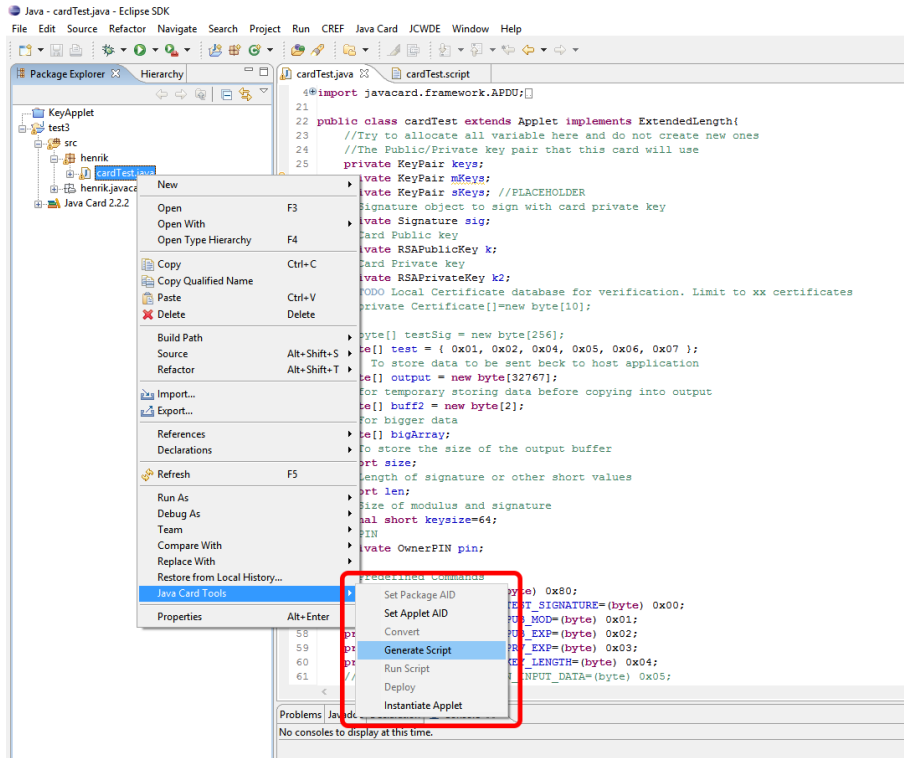 Java - cardTest.java - Eclipse SDK
File Edit Source Refactor Navigate Search Project Run CREF Java Card JCWDE Window Help
Package Explorer
Hierarchy
KeyApplet
test3
src
henrik
cardTest.java
henrik.javaca
Java Card 2.2.2
New
Open F3
Open With
Open Type Hierarchy F4
Copy Ctrl+C
Copy Qualified Name
Paste Ctrl+V
Delete Delete
Build Path
Source Alt+Shift+S
Refactor Alt+Shift+T
Import...
Export...
References
Declarations
Refresh F5
Run As
Debug As
Team
Compare With
Replace With
Restore from Local History...
Java Card Tools
Properties Alt+Enter
Set Package AID
Set Applet AID
Convert
Generate Script
Run Script
Deploy
Instantiate Applet
cardTest.java cardTest.script
4 import javacard.framework.APDU;
21
22 public class cardTest extends Applet implements ExtendedLength{
23 //Try to allocate all variable here and do not create new ones
24 //The Public/Private key pair that this card will use
25 private KeyPair keys;
ivate KeyPair mKeys;
ivate KeyPair sKeys; //PLACEHOLDER
Signature object to sign with card private key
ivate Signature sig;
Card Public key
ivate RSAPublicKey k;
Card Private key
ivate RSAPrivateKey k2;
TODO Local Certificate database for verification. Limit to xx certificates
private Certificate[]=new byte[10];
byte[] testSig = new byte[256];
te[] test = { 0x01, 0x02, 0x04, 0x05, 0x06, 0x07 };
To store data to be sent beck to host application
te[] output = new byte[32767];
for temporary storing data before copying into output
te[] buff2 = new byte[2];
For bigger data
te[] bigArray;
To store the size of the output buffer
ort size;
Length of signature or other short values
ort len;
Size of modulus and signature
nal short keysize=64;
PIN
ivate OwnerPIN pin;
redefined Commands
yte) 0x80;
TEST_SIGNATURE=(byte) 0x00;
PUB_MOD=(byte) 0x01;
58 pr UB_EXP=(byte) 0x02;
59 pr PRV_EXP=(byte) 0x03;
60 pr KEY_LENGTH=(byte) 0x04;
61 // N_INPUT_DATA=(byte) 0x05;
Problems Javado
No consoles to display at this time.